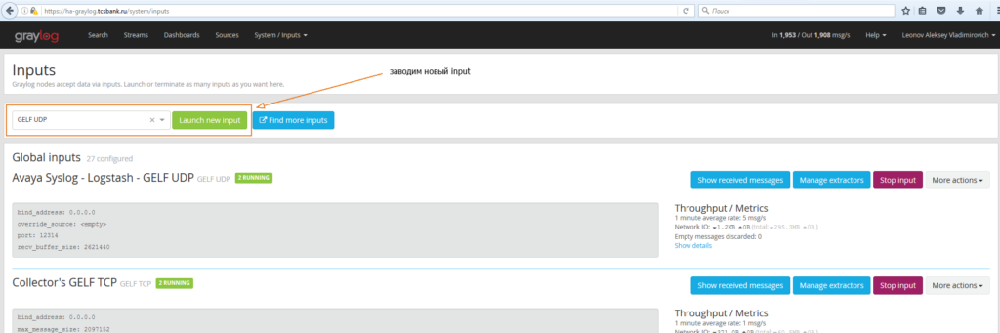 https://ha-graylog.tcsbank.ru/system/inputs
Поиск
graylog Search Streams Dashboards Sources System / Inputs In 1,953 / Out 1,908 msg/s Help Leonov Aleksey Vladimirovich
Inputs
Graylog nodes accept data via inputs. Launch or terminate as many inputs as you want here.
заводим новый input
GELF UDP Launch new input Find more inputs
Global inputs 27 configured
Avaya Syslog - Logstash - GELF UDP GELF UDP 2 RUNNING
Show received messages Manage extractors Stop input More actions
bind_address: 0.0.0.0
override_source: <empty>
port: 12314
recv_buffer_size: 2621440
Throughput / Metrics
1 minute average rate: 5 msg/s
Network IO: 1.2KB 0B (total: 295.3MB 0B)
Empty messages discarded: 0
Show details
Collector's GELF TCP GELF TCP 2 RUNNING
Show received messages Manage extractors Stop input More actions
bind_address: 0.0.0.0
max_message_size: 2097152
Throughput / Metrics
1 minute average rate: 1 msg/s